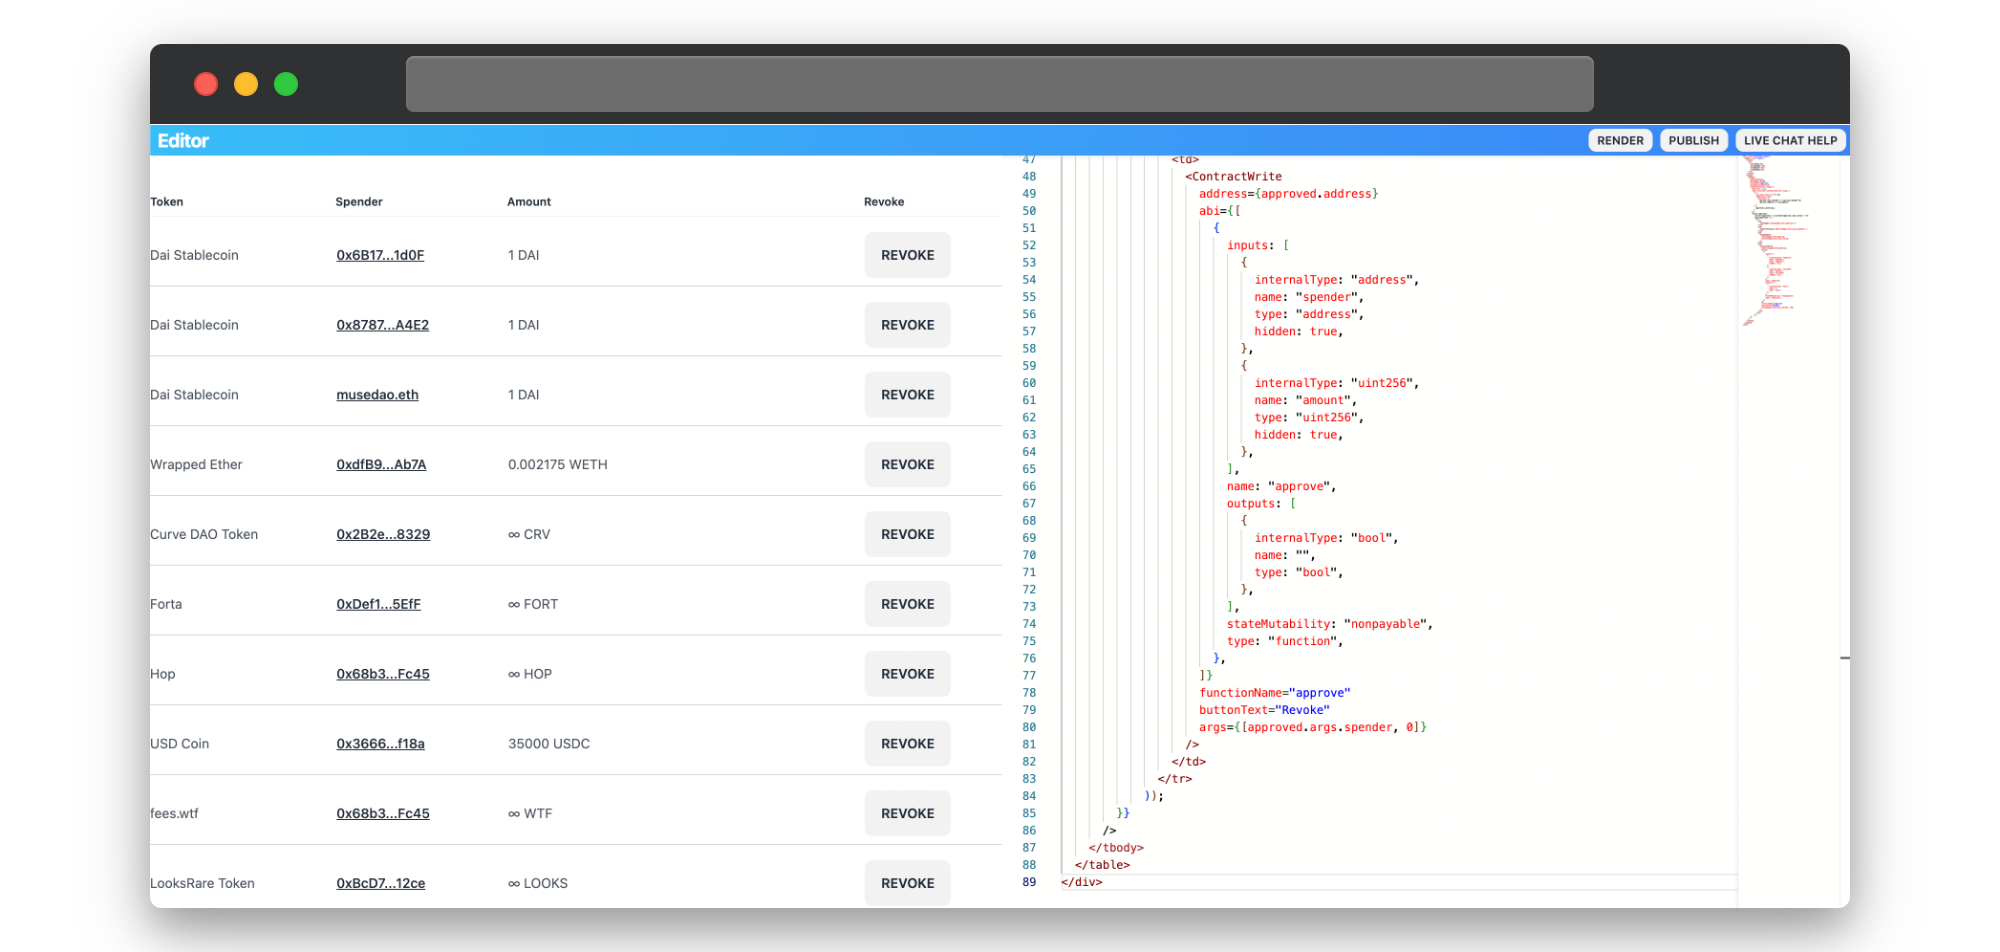 Editor
RENDER PUBLISH LIVE CHAT HELP
Token Spender Amount Revoke
Dai Stablecoin 0x6B17...1d0F 1 DAI REVOKE
Dai Stablecoin 0x8787...A4E2 1 DAI REVOKE
Dai Stablecoin musedao.eth 1 DAI REVOKE
Wrapped Ether 0xdfB9...Ab7A 0.002175 WETH REVOKE
Curve DAO Token 0x2B2e...8329 ∞ CRV REVOKE
Forta 0xDef1...5EfF ∞ FORT REVOKE
Hop 0x68b3...Fc45 ∞ HOP REVOKE
USD Coin 0x3666...f18a 35000 USDC REVOKE
fees.wtf 0x68b3...Fc45 ∞ WTF REVOKE
LooksRare Token 0xBcD7...12ce ∞ LOOKS REVOKE
47 <td>
48 <ContractWrite
49 address={approved.address}
50 abi={[
51 {
52 inputs: [
53 {
54 internalType: "address",
55 name: "spender",
56 type: "address",
57 hidden: true,
58 },
59 {
60 internalType: "uint256",
61 name: "amount",
62 type: "uint256",
63 hidden: true,
64 },
65 ],
66 name: "approve",
67 outputs: [
68 {
69 internalType: "bool",
70 name: "",
71 type: "bool",
72 },
73 ],
74 stateMutability: "nonpayable",
75 type: "function",
76 },
77 ]}
78 functionName="approve"
79 buttonText="Revoke"
80 args={[approved.args.spender, 0]}
81 />
82 </td>
83 </tr>
84 ));
85 }}
86 />
87 </tbody>
88 </table>
89 </div>